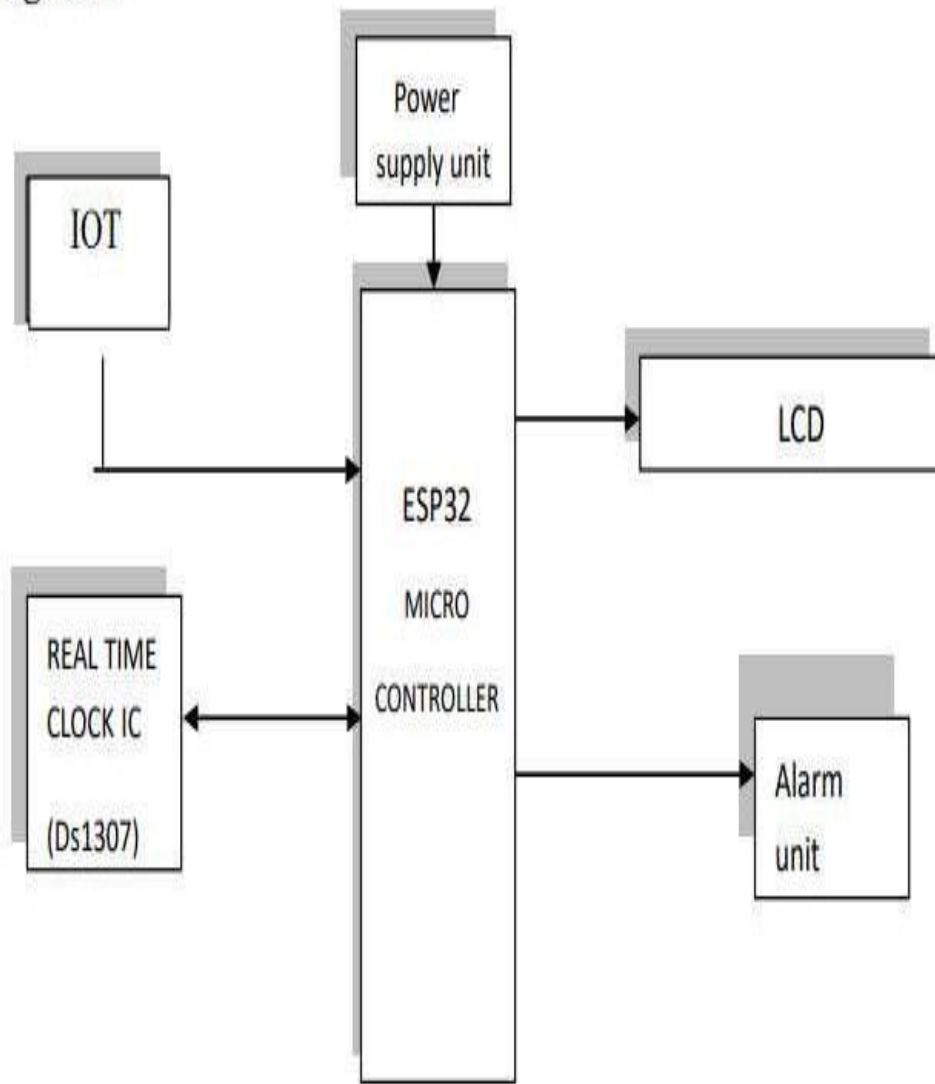 Power
supply unit
IOT
LCD
ESP32
MICRO
CONTROLLER
REAL TIME
CLOCK IC
(Ds1307)
Alarm
unit